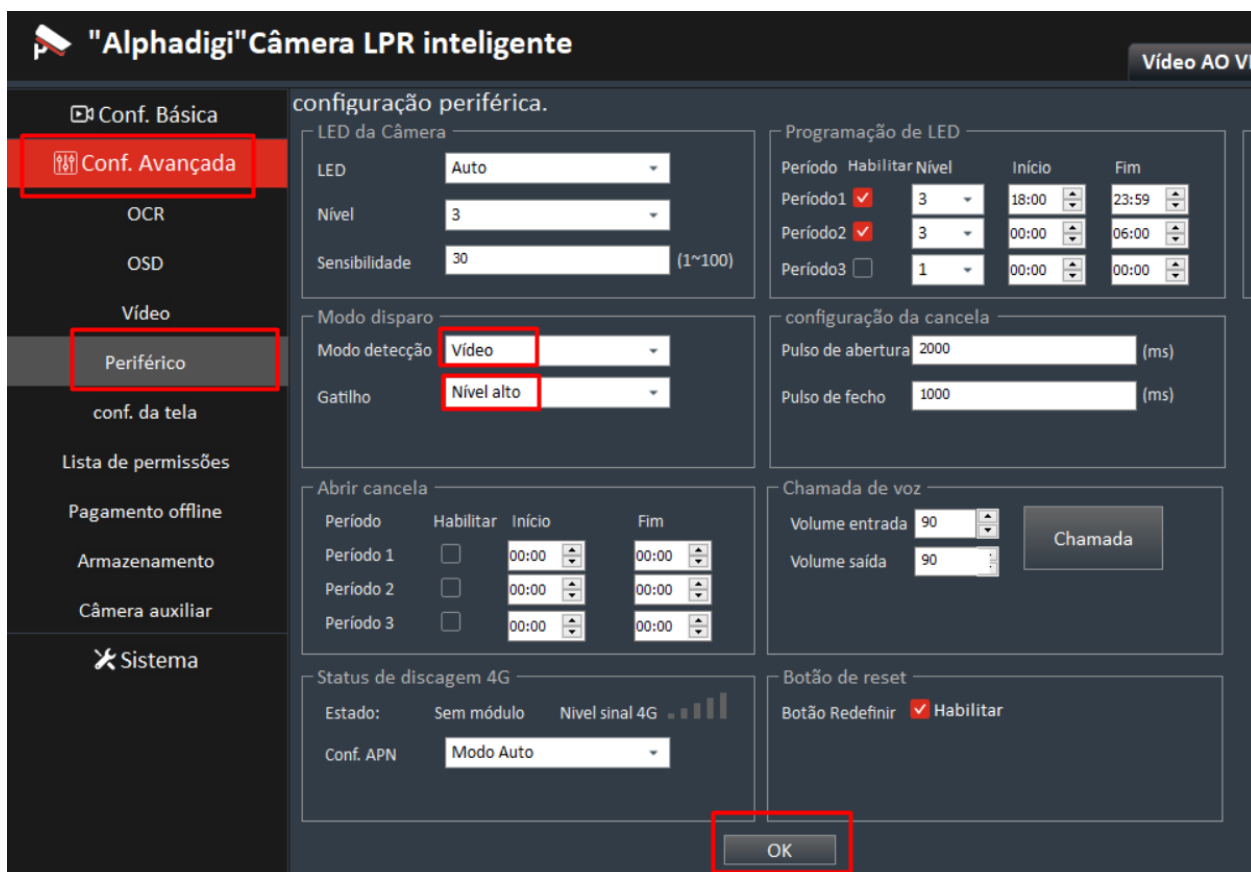 "Alphadigi"Câmera LPR inteligente
Vídeo AO
Conf. Básica
Conf. Avançada
OCR
OSD
Vídeo
Periférico
conf. da tela
Lista de permissões
Pagamento offline
Armazenamento
Câmera auxiliar
Sistema
configuração periférica.
LED da Câmera
LED Auto
Nível 3
Sensibilidade 30 (1~100)
Programação de LED
Período Habilitar Nível Início Fim
Período1 3 18:00 23:59
Período2 3 00:00 06:00
Período3 1 00:00 00:00
Modo disparo
Modo detecção Vídeo
Gatilho Nível alto
configuração da cancela
Pulso de abertura 2000 (ms)
Pulso de fecho 1000 (ms)
Abrir cancela
Período Habilitar Início Fim
Período 1 00:00 00:00
Período 2 00:00 00:00
Período 3 00:00 00:00
Chamada de voz
Volume entrada 90
Volume saída 90
Chamada
Status de discagem 4G
Estado: Sem módulo Nivel sinal 4G
Conf. APN Modo Auto
Botão de reset
Botão Redefinir Habilitar
OK